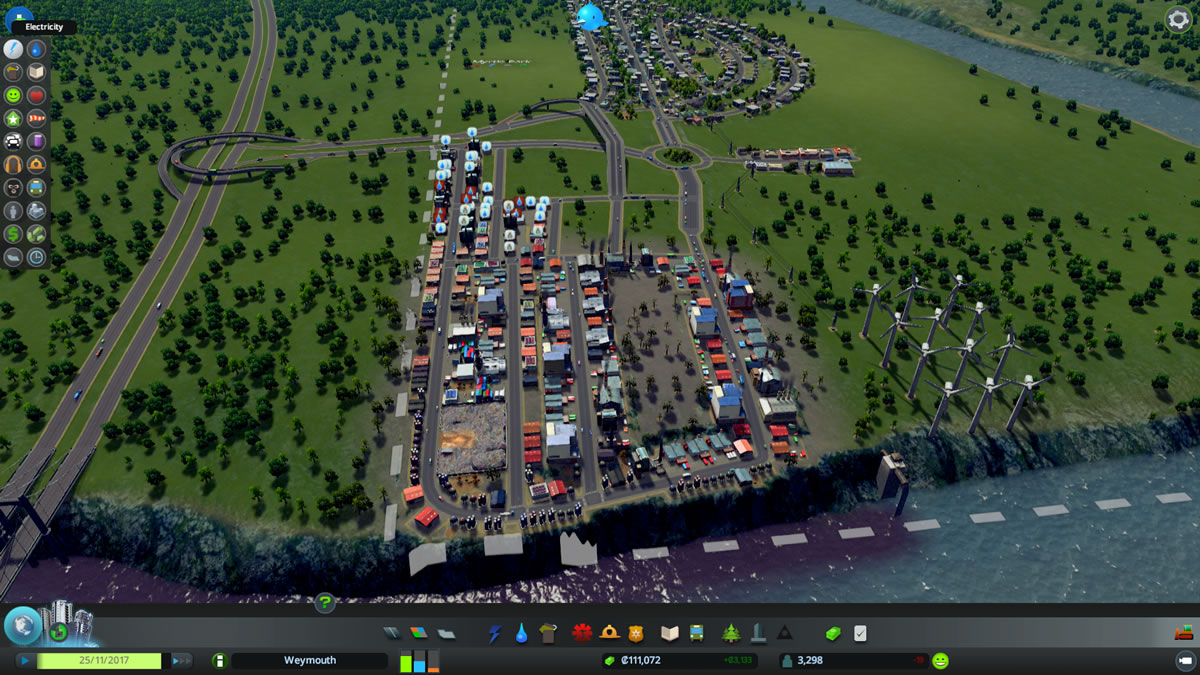 Electricity
?
25/11/2017
Weymouth
₡111,072
+₡3,133
3,298